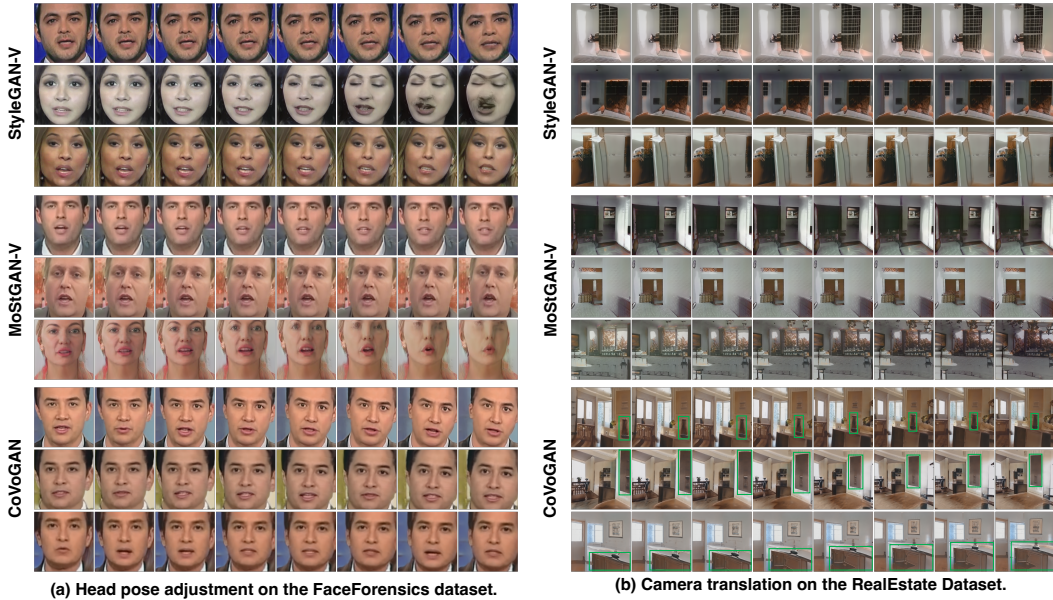 StyleGAN-V
MoStGAN-V
CoVoGAN
(a) Head pose adjustment on the FaceForensics dataset.
StyleGAN-V
MoStGAN-V
CoVoGAN
(b) Camera translation on the RealEstate Dataset.